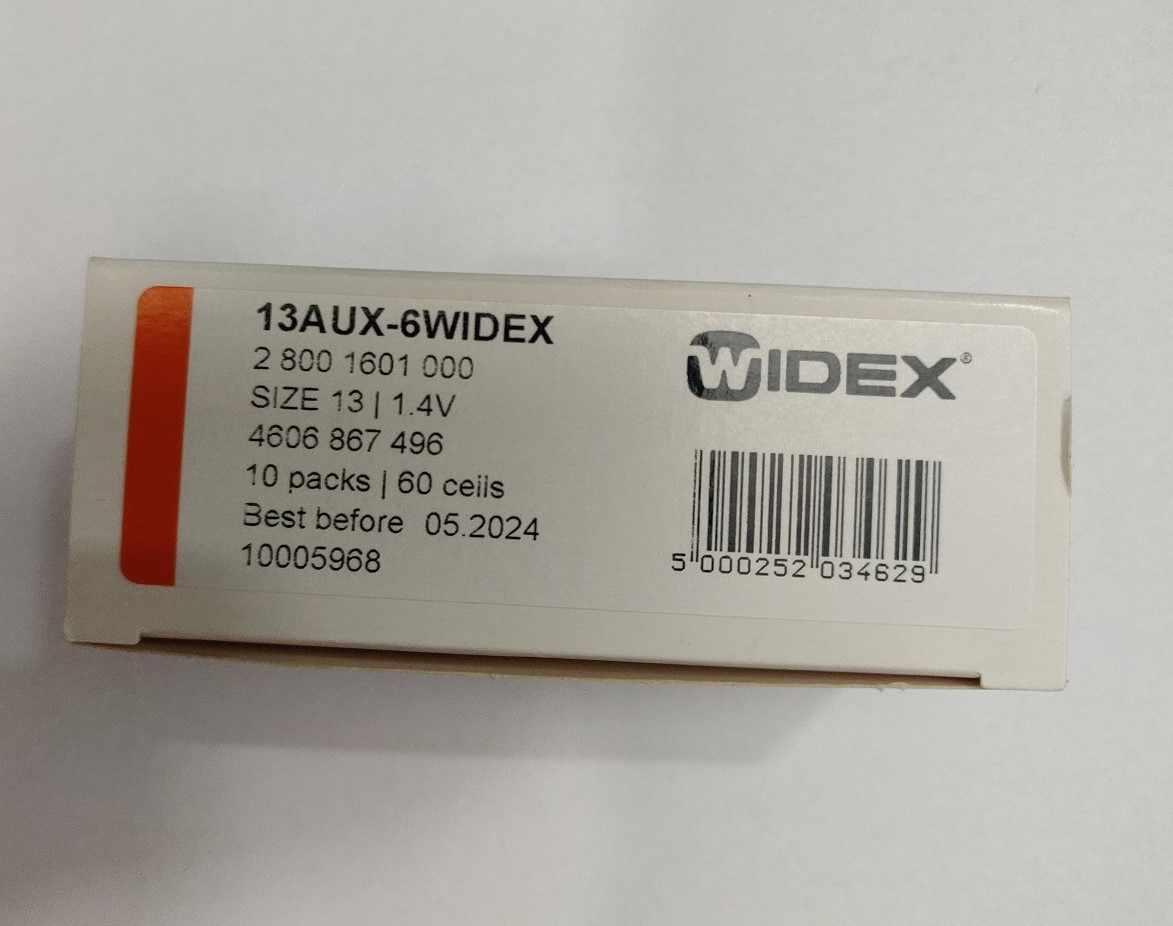 13AUX-6WIDEX
2 800 1601 000
SIZE 13 | 1.4V
4606 867 496
10 packs | 60 cells
Best before 05.2024
10005968
WIDEX®
5 000252 034629